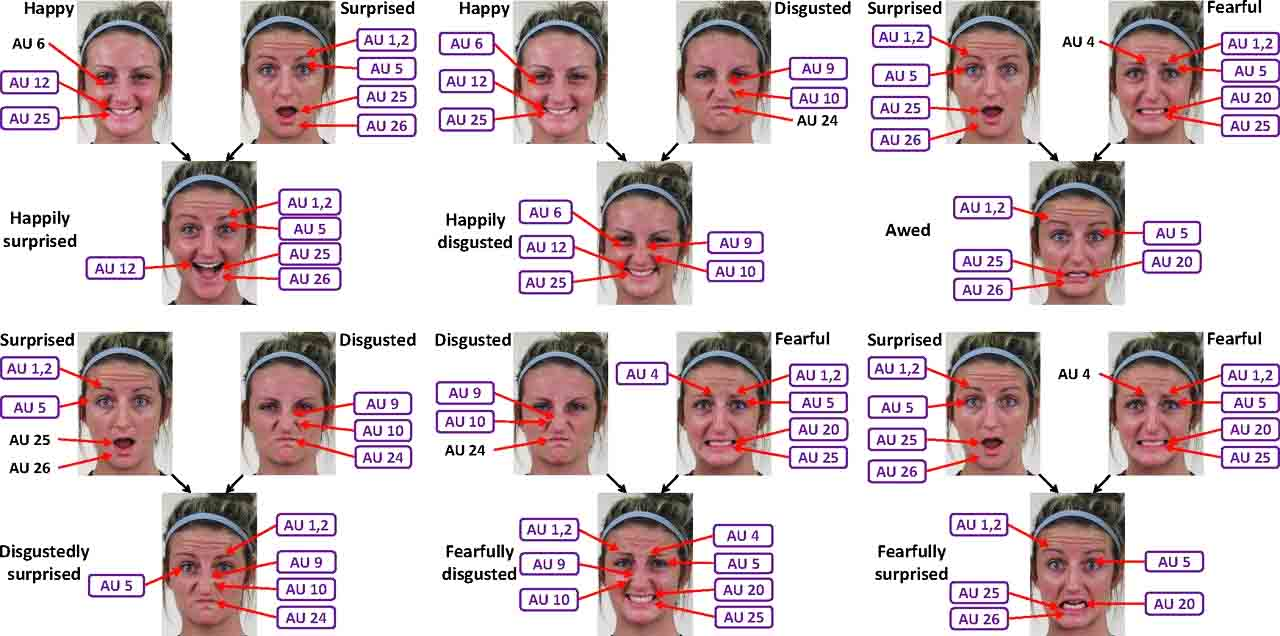 Happy
AU 6
AU 12
AU 25
Surprised
AU 1,2
AU 5
AU 25
AU 26
Happily
surprised
AU 12
AU 1,2
AU 5
AU 25
AU 26
Happy
AU 6
AU 12
AU 25
Disgusted
AU 9
AU 10
AU 24
Happily
disgusted
AU 6
AU 12
AU 25
AU 9
AU 10
Surprised
AU 1,2
AU 5
AU 25
AU 26
Fearful
AU 4
AU 1,2
AU 5
AU 20
AU 25
Awed
AU 1,2
AU 25
AU 26
AU 5
AU 20
Surprised
AU 1,2
AU 5
AU 25
AU 26
Disgusted
AU 9
AU 10
AU 24
Disgustedly
surprised
AU 5
AU 1,2
AU 9
AU 10
AU 24
Disgusted
AU 9
AU 10
AU 24
Fearful
AU 4
AU 1,2
AU 5
AU 20
AU 25
Fearfully
disgusted
AU 1,2
AU 9
AU 10
AU 4
AU 5
AU 20
AU 25
Surprised
AU 1,2
AU 5
AU 25
AU 26
Fearful
AU 4
AU 1,2
AU 5
AU 20
AU 25
Fearfully
surprised
AU 1,2
AU 25
AU 26
AU 5
AU 20